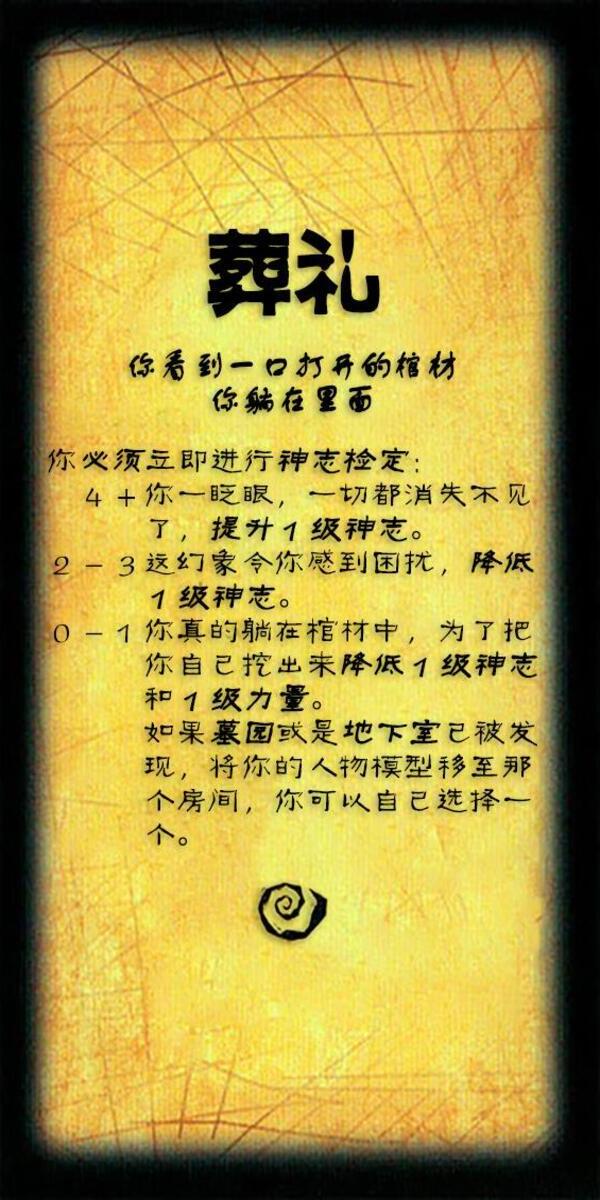 葬礼
你看到一口打开的棺材
你躺在里面
你必须立即进行神志检定：
4+你一眨眼，一切都消失不见
了，提升1级神志。
2-3这幻象令你感到困扰，降低
1级神志。
0-1你真的躺在棺材中，为了把
你自己挖出来降低1级神志
和1级力量。
如果墓园或是地下室已被发
现，将你的人物模型移至那
个房间，你可以自己选择一
个。